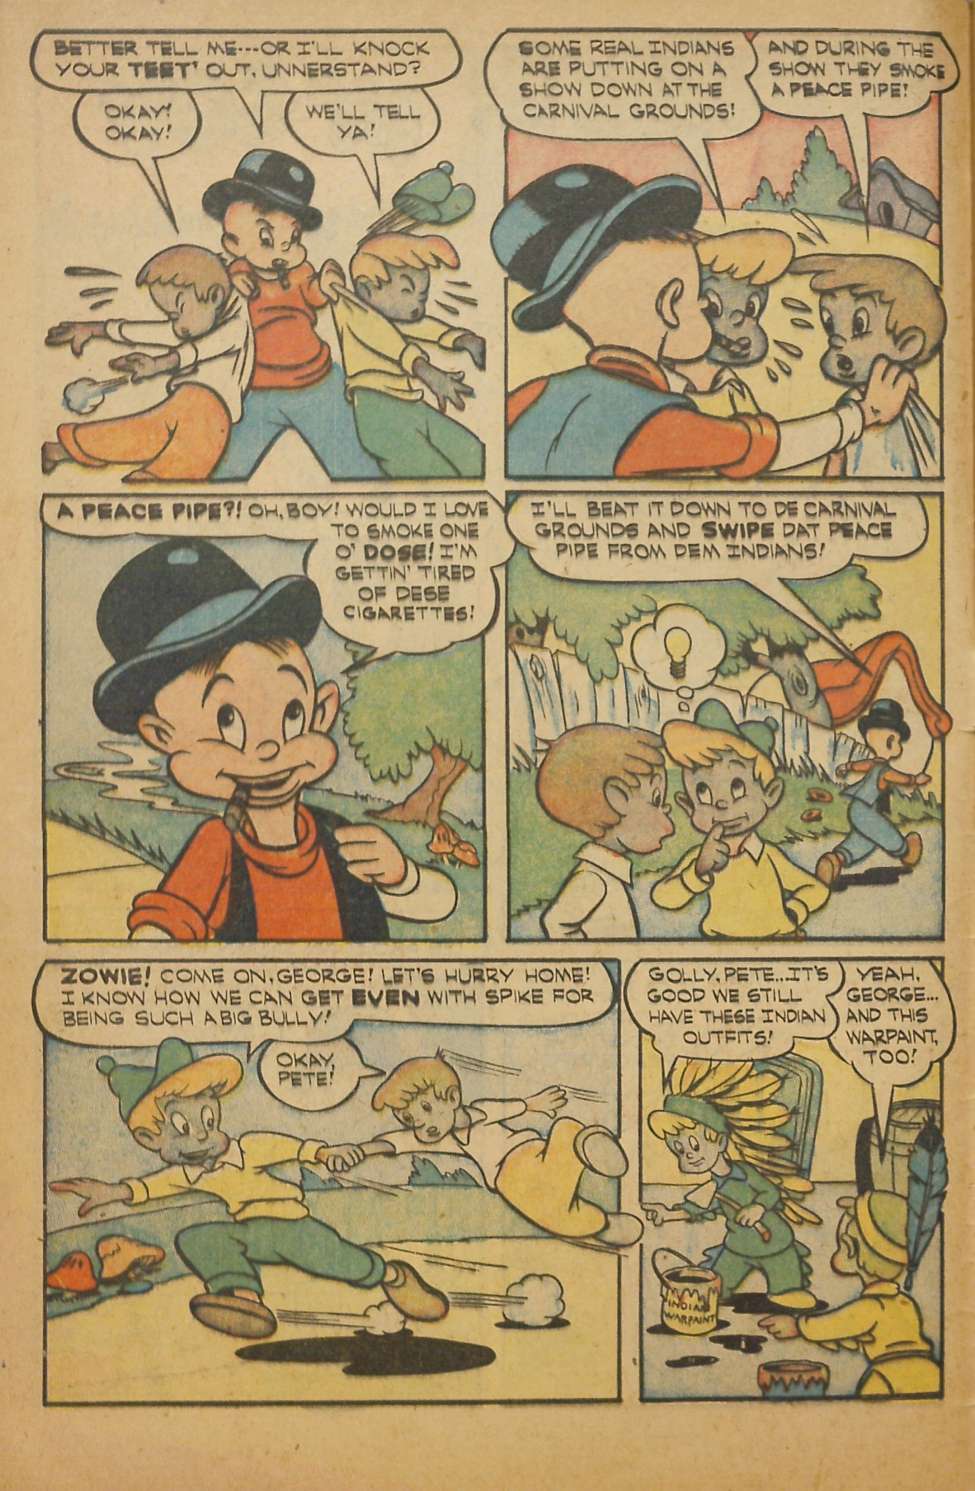 BETTER TELL ME---OR I'LL KNOCK
YOUR TEET' OUT, UNNERSTAND?
OKAY!
OKAY!
WE'LL TELL
YA!
SOME REAL INDIANS
ARE PUTTING ON A
SHOW DOWN AT THE
CARNIVAL GROUNDS!
AND DURING THE
SHOW THEY SMOKE
A PEACE PIPE!
A PEACE PIPE?! OH, BOY! WOULD I LOVE
TO SMOKE ONE
O' DOSE! I'M
GETTIN' TIRED
OF DESE
CIGARETTES!
I'LL BEAT IT DOWN TO DE CARNIVAL
GROUNDS AND SWIPE DAT PEACE
PIPE FROM DEM INDIANS!
ZOWIE! COME ON, GEORGE! LET'S HURRY HOME!
I KNOW HOW WE CAN GET EVEN WITH SPIKE FOR
BEING SUCH A BIG BULLY!
OKAY,
PETE!
GOLLY, PETE...IT'S
GOOD WE STILL
HAVE THESE INDIAN
OUTFITS!
YEAH,
GEORGE...
AND THIS
WARPAINT,
TOO!
INDIAN
WARPAINT